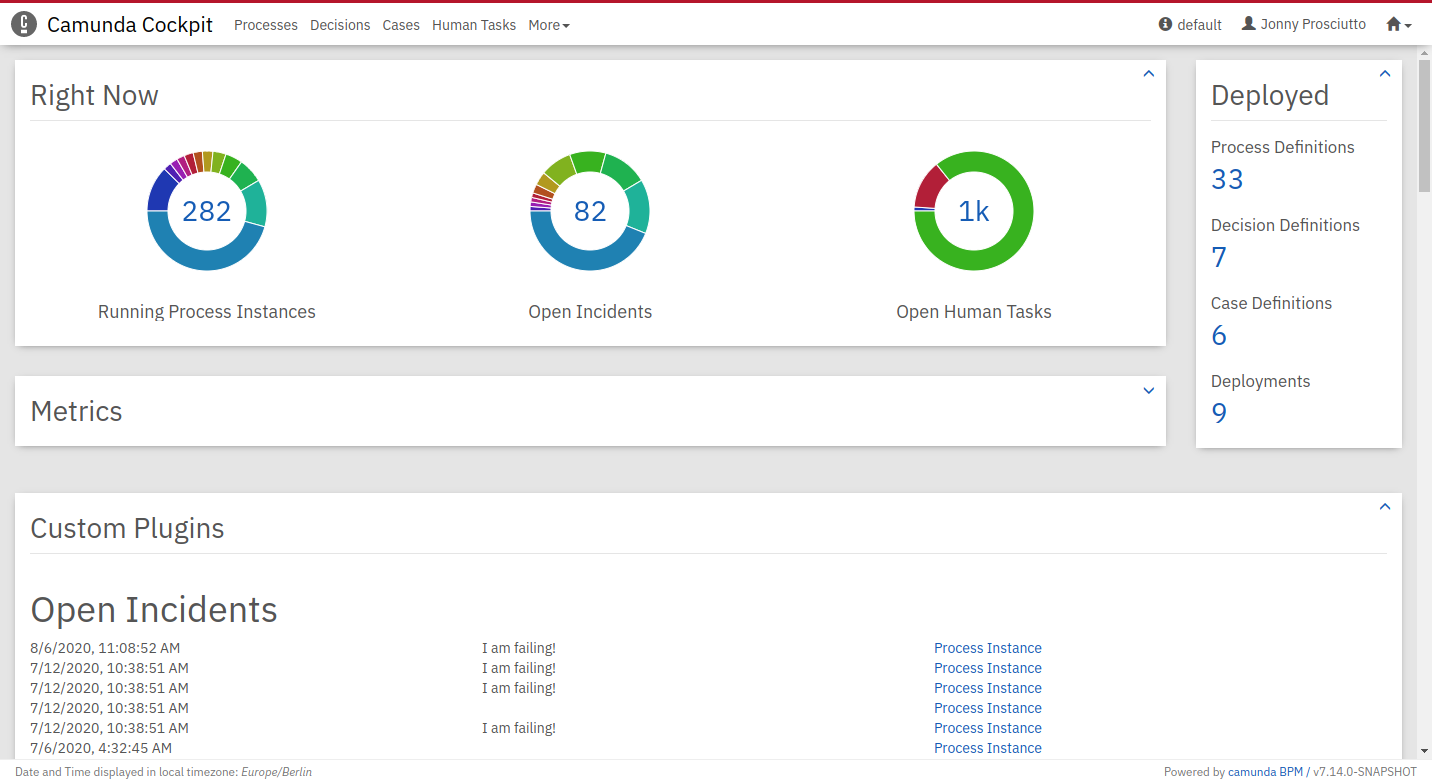 Camunda Cockpit Processes Decisions Cases Human Tasks More default Jonny Prosciutto
Right Now
282 82 1k
Running Process Instances Open Incidents Open Human Tasks
Deployed
Process Definitions
33
Decision Definitions
7
Case Definitions
6
Deployments
9
Metrics
Custom Plugins
Open Incidents
8/6/2020, 11:08:52 AM I am failing! Process Instance
7/12/2020, 10:38:51 AM I am failing! Process Instance
7/12/2020, 10:38:51 AM I am failing! Process Instance
7/12/2020, 10:38:51 AM Process Instance
7/12/2020, 10:38:51 AM I am failing! Process Instance
7/6/2020, 4:32:45 AM Process Instance
Date and Time displayed in local timezone: Europe/Berlin Powered by camunda BPM / v7.14.0-SNAPSHOT